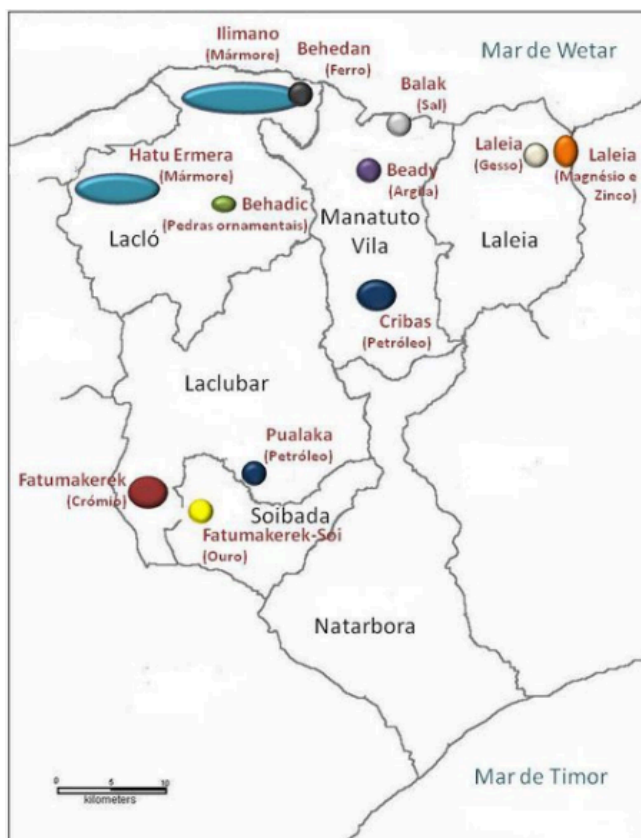 Ilimano
(Mármore)
Behedan
(Ferro)
Mar de Wetar
Balak
(Sal)
Hatu Ermera
(Mármore)
Beady
(Argila)
Laleia
(Gesso)
Laleia
(Magnésio e
Zinco)
Behadic
(Pedras ornamentais)
Lacló
Manatuto
Vila
Laleia
Cribas
(Petróleo)
Laclubar
Pualaka
(Petróleo)
Fatumakerek
(Crómio)
Soibada
Fatumakerek-Soi
(Ouro)
Natarbora
Mar de Timor
0 5 10
kilometers